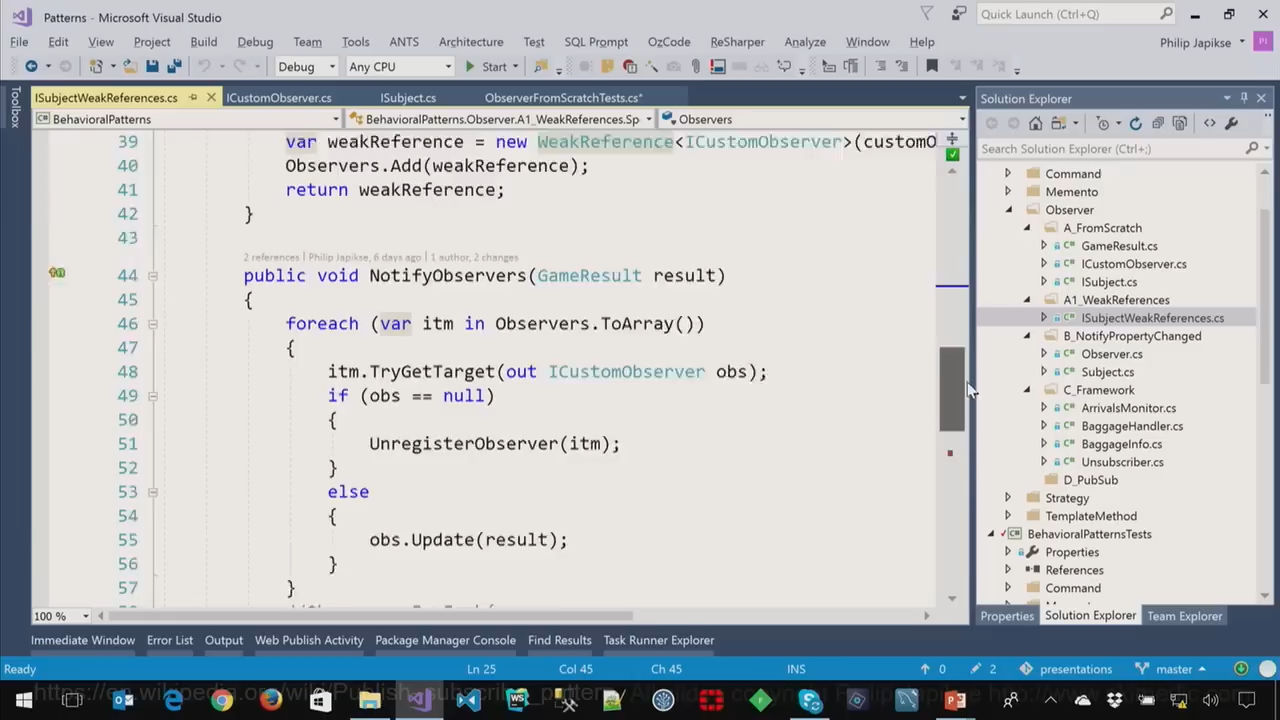 Patterns - Microsoft Visual Studio
Quick Launch (Ctrl+Q)
File Edit View Project Build Debug Team Tools ANTS Architecture Test SQL Prompt OzCode ReSharper Analyze Window Help Philip Japikse PJ
Debug Any CPU Start
Toolbox
ISubjectWeakReferences.cs ICustomObserver.cs ISubject.cs ObserverFromScratchTests.cs*
BehavioralPatterns BehavioralPatterns.Observer.A1_WeakReferences.Sp Observers
39 var weakReference = new WeakReference<ICustomObserver>(customO
40 Observers.Add(weakReference);
41 return weakReference;
42 }
43
2 references | Philip Japikse, 6 days ago | 1 author, 2 changes
44 public void NotifyObservers(GameResult result)
45 {
46 foreach (var itm in Observers.ToArray())
47 {
48 itm.TryGetTarget(out ICustomObserver obs);
49 if (obs == null)
50 {
51 UnregisterObserver(itm);
52 }
53 else
54 {
55 obs.Update(result);
56 }
57 }
100 %
Solution Explorer
Search Solution Explorer (Ctrl+;)
Command
Memento
Observer
A_FromScratch
GameResult.cs
ICustomObserver.cs
ISubject.cs
A1_WeakReferences
ISubjectWeakReferences.cs
B_NotifyPropertyChanged
Observer.cs
Subject.cs
C_Framework
ArrivalsMonitor.cs
BaggageHandler.cs
BaggageInfo.cs
Unsubscriber.cs
D_PubSub
Strategy
TemplateMethod
BehavioralPatternsTests
Properties
References
Command
Properties Solution Explorer Team Explorer
Immediate Window Error List Output Web Publish Activity Package Manager Console Find Results Task Runner Explorer
Ready Ln 25 Col 45 Ch 45 INS 0 2 presentations master